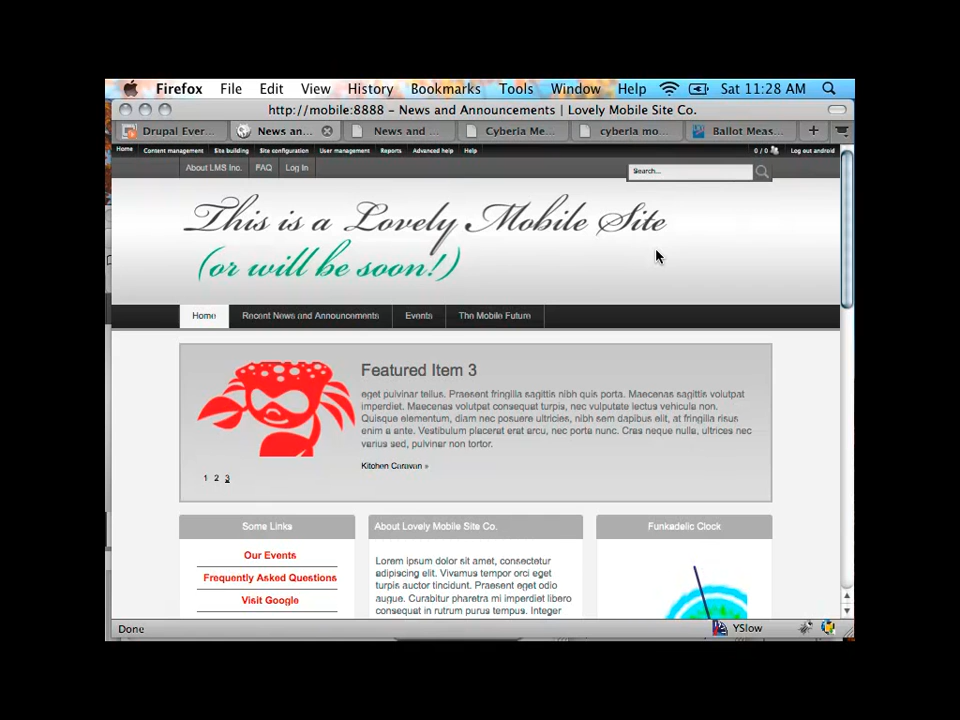 Firefox File Edit View History Bookmarks Tools Window Help Sat 11:28 AM
http://mobile:8888 – News and Announcements | Lovely Mobile Site Co.
Drupal Ever... News an... News and ... Cyberia Me... cyberia mo... Ballot Meas...
Home Content management Site building Site configuration User management Reports Advanced help Help 0 / 0 Log out android
About LMS Inc. FAQ Log In Search...
This is a Lovely Mobile Site
(or will be soon!)
Home Recent News and Announcements Events The Mobile Future
Featured Item 3
eget pulvinar tellus. Praesent fringilla sagittis nibh quis porta. Maecenas sagittis volutpat
imperdiet. Maecenas volutpat consequat turpis, nec vulputate lectus vehicula non.
Quisque elementum, diam mus at posuere ultricies, nibh sem dapibus elit, at fringilla risus
enim a ante. Vestibulum placerat erat arcu, nec porta nunc. Cras neque nulla, ultrices nec
varius sed, pulvinar non tortor.
Kitchen Caravan »
1 2 3
Some Links
Our Events
Frequently Asked Questions
Visit Google
About Lovely Mobile Site Co.
Lorem ipsum dolor sit amet, consectetur
adipiscing elit. Vivamus tempor orci eget
turpis auctor tincidunt. Praesent eget odio
augue. Curabitur pharetra mi imperdiet lorem
consequat in rutrum purus tempus. Integer
Funkadelic Clock
Done YSlow